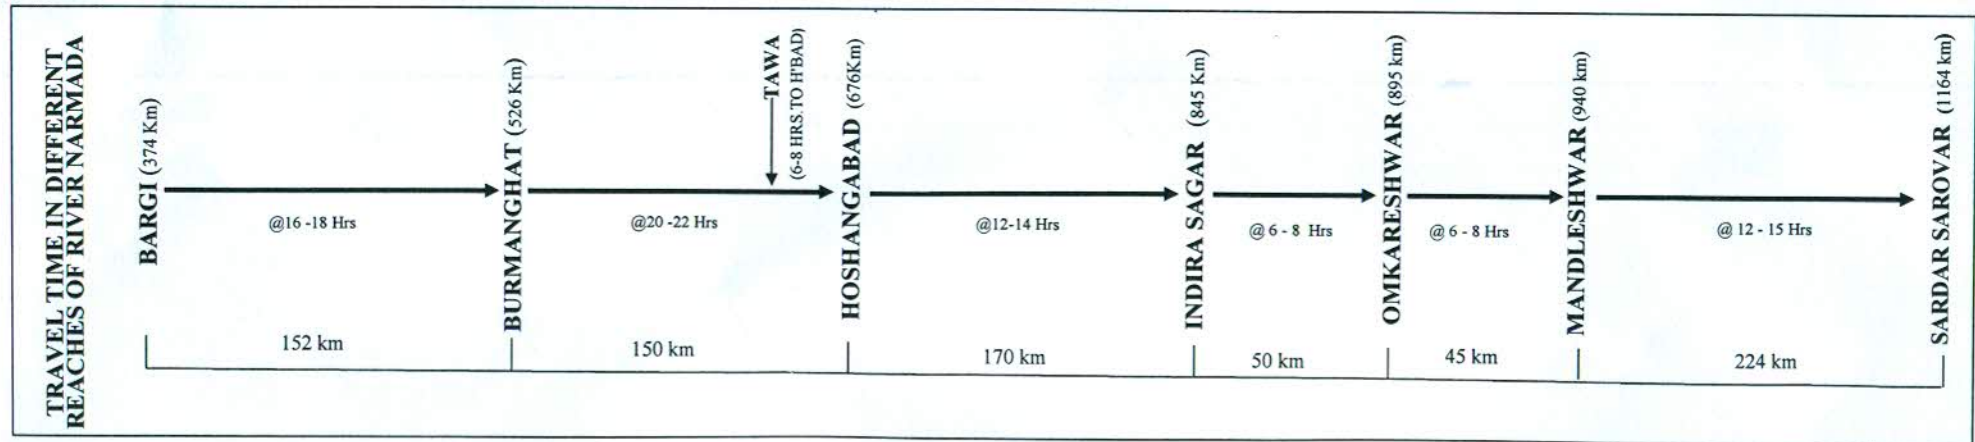 TRAVEL TIME IN DIFFERENT
REACHES OF RIVER NARMADA
BARGI (374 Km)
@16 -18 Hrs
BURMANGHAT (526 Km)
@20 -22 Hrs
TAWA
(6-8 HRS. TO H'BAD)
HOSHANGABAD (676Km)
@12-14 Hrs
INDIRA SAGAR (845 Km)
@ 6 - 8 Hrs
OMKARESHWAR (895 km)
@ 6 - 8 Hrs
MANDLESHWAR (940 km)
@ 12 - 15 Hrs
SARDAR SAROVAR (1164 km)
152 km
150 km
170 km
50 km
45 km
224 km